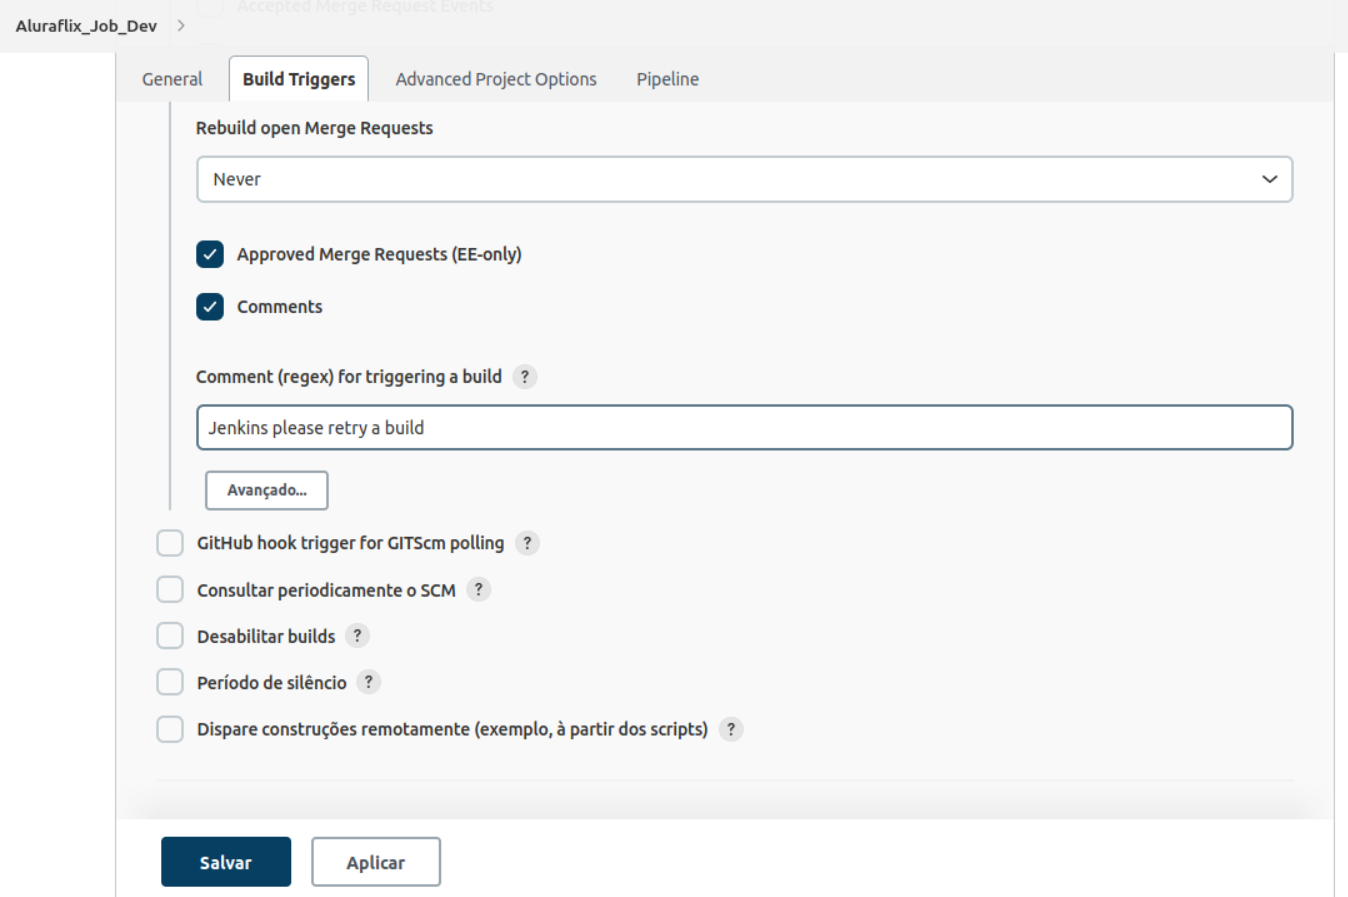 Accepted Merge Request Events
Aluraflix_Job_Dev
General Build Triggers Advanced Project Options Pipeline
Rebuild open Merge Requests
Never
Approved Merge Requests (EE-only)
Comments
Comment (regex) for triggering a build ?
Jenkins please retry a build
Avançado...
GitHub hook trigger for GITScm polling ?
Consultar periodicamente o SCM ?
Desabilitar builds ?
Período de silêncio ?
Dispare construções remotamente (exemplo, à partir dos scripts) ?
Salvar Aplicar